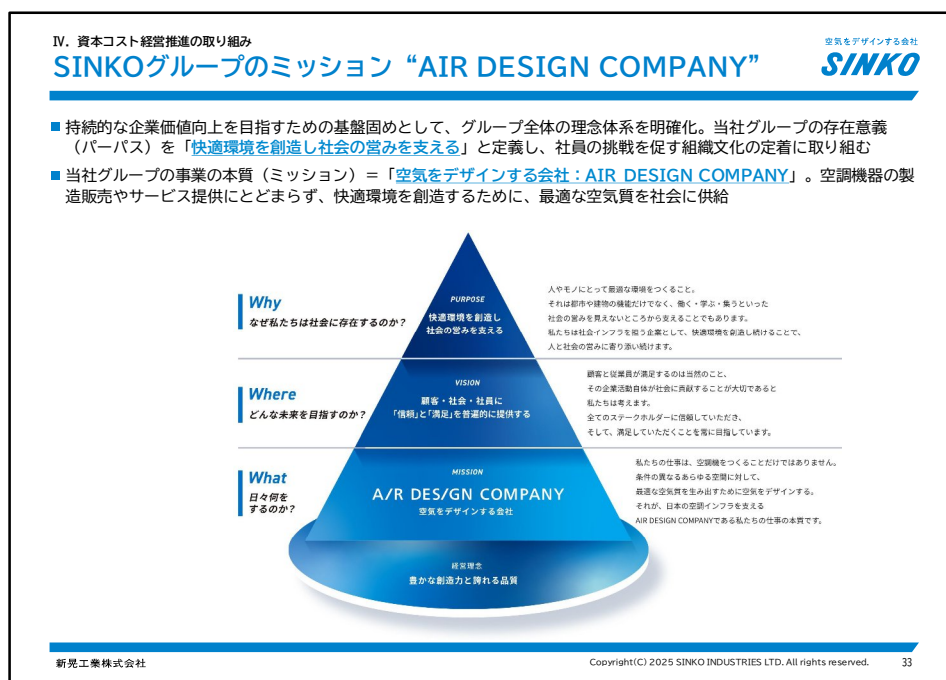 Ⅳ．資本コスト経営推進の取り組み
SINKOグループのミッション “AIR DESIGN COMPANY”
空気をデザインする会社
SINKO
■ 持続的な企業価値向上を目指すための基盤固めとして、グループ全体の理念体系を明確化。当社グループの存在意義
（パーパス）を「快適環境を創造し社会の営みを支える」と定義し、社員の挑戦を促す組織文化の定着に取り組む
■ 当社グループの事業の本質（ミッション）＝「空気をデザインする会社：AIR DESIGN COMPANY」。空調機器の製
造販売やサービス提供にとどまらず、快適環境を創造するために、最適な空気質を社会に供給
Why
なぜ私たちは社会に存在するのか？
PURPOSE
快適環境を創造し
社会の営みを支える
人やモノにとって最適な環境をつくること。
それは都市や建物の機能だけでなく、働く・学ぶ・集うといった
社会の営みを見えないところから支えることでもあります。
私たちは社会インフラを担う企業として、快適環境を創造し続けることで、
人と社会の営みに寄り添い続けます。
Where
どんな未来を目指すのか？
VISION
顧客・社会・社員に
「信頼」と「満足」を普遍的に提供する
顧客と従業員が満足するのは当然のこと、
その企業活動自体が社会に貢献することが大切であると
私たちは考えます。
全てのステークホルダーに信頼していただき、
そして、満足していただくことを常に目指しています。
What
日々何を
するのか？
MISSION
A/R DES/GN COMPANY
空気をデザインする会社
私たちの仕事は、空調機をつくることだけではありません。
条件の異なるあらゆる空間に対して、
最適な空気質を生み出すために空気をデザインする。
それが、日本の空調インフラを支える
AIR DESIGN COMPANYである私たちの仕事の本質です。
経営理念
豊かな創造力と誇れる品質
新晃工業株式会社
Copyright(C) 2025 SINKO INDUSTRIES LTD. All rights reserved.
33